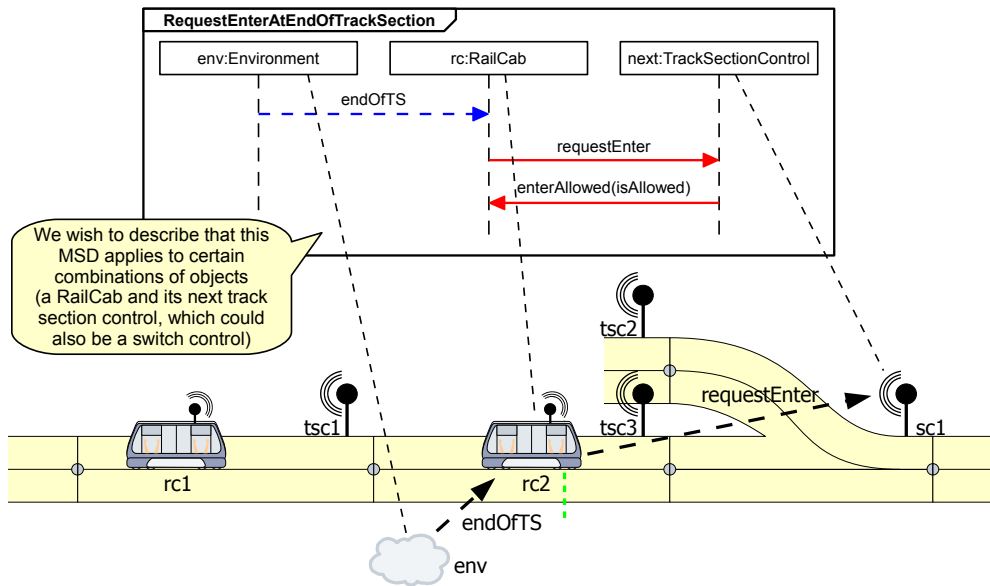 RequestEnterAtEndOfTrackSection
env:Environment
rc:RailCab
next:TrackSectionControl
endOfTS
requestEnter
enterAllowed(isAllowed)
We wish to describe that this
MSD applies to certain
combinations of objects
(a RailCab and its next track
section control, which could
also be a switch control)
tsc2
requestEnter
tsc1
tsc3
sc1
rc1
rc2
endOfTS
env